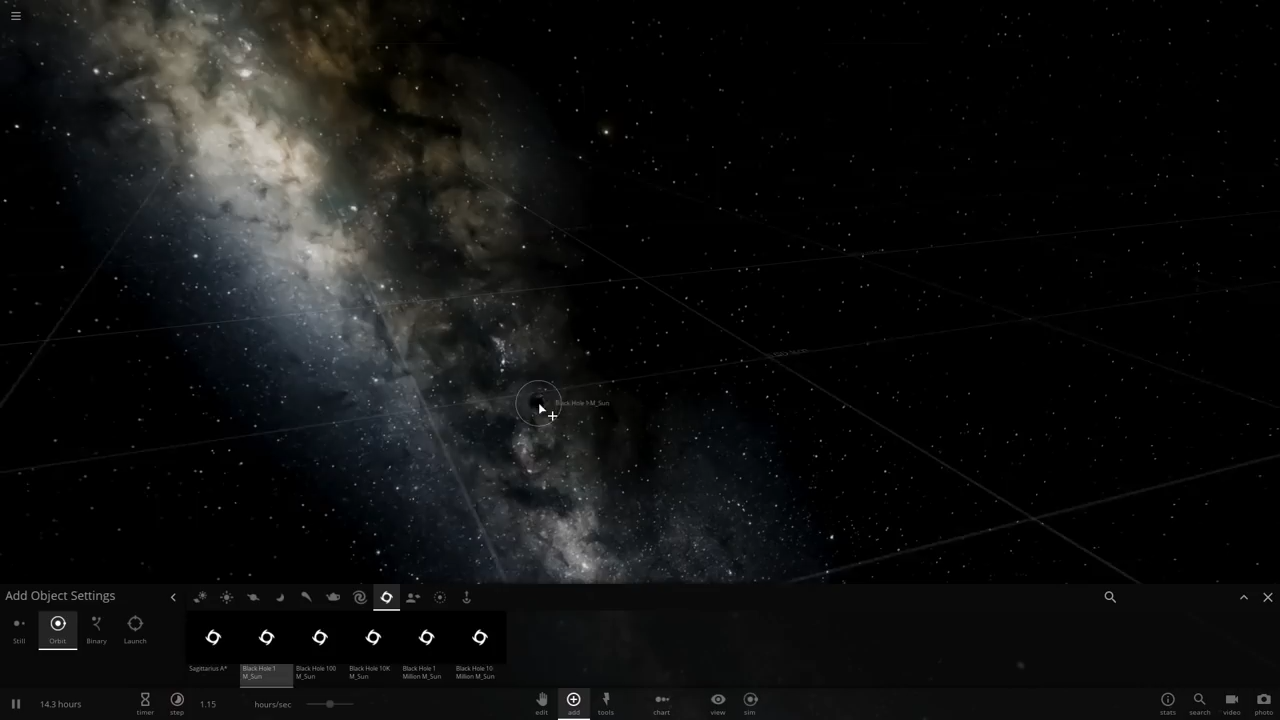 Black Hole 1 M_Sun
Add Object Settings
Still
Orbit
Binary
Launch
Sagittarius A*
Black Hole 1
M_Sun
Black Hole 100
M_Sun
Black Hole 10K
M_Sun
Black Hole 1
Million M_Sun
Black Hole 10
Million M_Sun
14.3 hours
timer
step
1.15
hours/sec
edit
add
tools
chart
view
sim
stats
search
video
photo